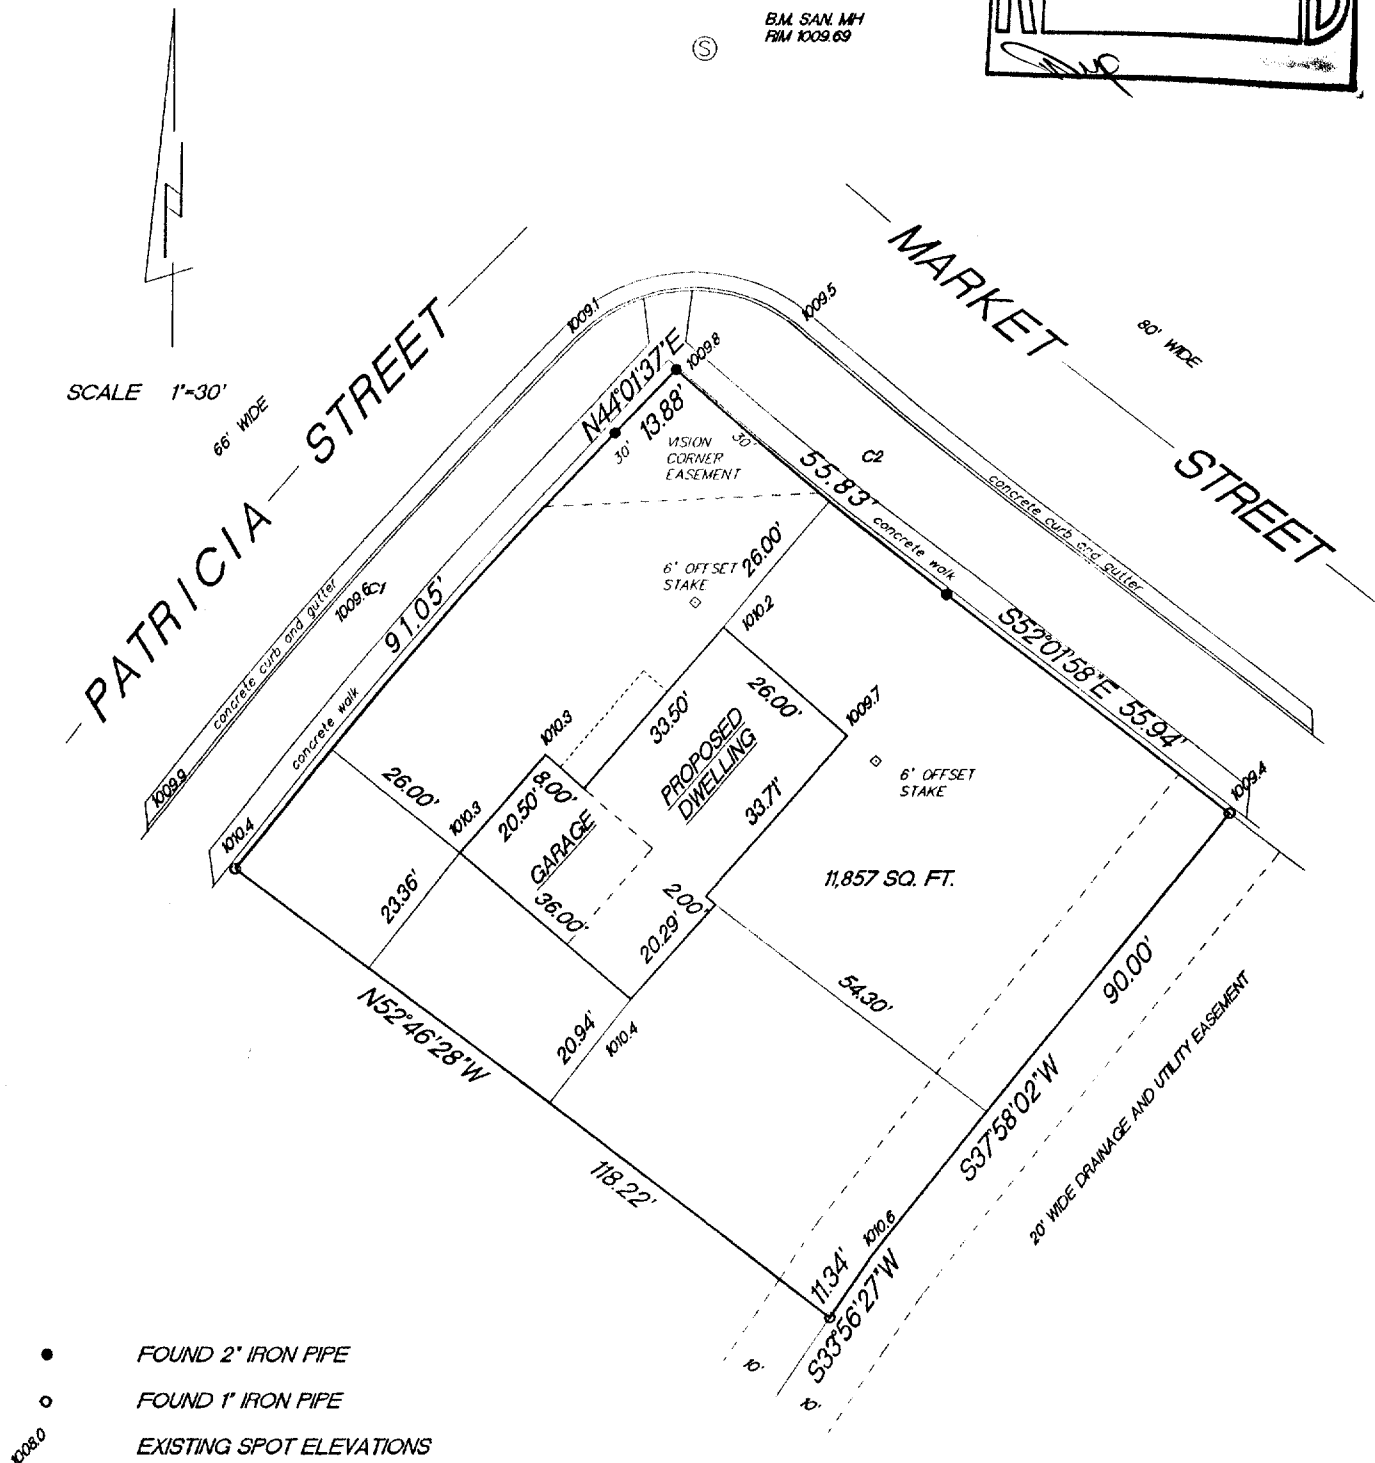 B.M. SAN. MH
RIM 1009.69
S
N
SCALE 1"=30'
PATRICIA STREET
66' WIDE
MARKET STREET
80' WIDE
1009.1
1009.5
1009.8
N44°01'37"E
13.88'
30'
30'
VISION
CORNER
EASEMENT
C2
55.83'
concrete walk
concrete curb and gutter
concrete curb and gutter
1009.6
91.05'
concrete walk
6' OFFSET
STAKE
26.00'
1010.2
S52°01'58"E 55.94'
26.00'
1009.7
1010.3
33.50'
PROPOSED
DWELLING
33.71'
6' OFFSET
STAKE
1009.4
1009.9
1010.4
26.00'
1010.3
20.50'
8.00'
GARAGE
36.00'
2.00'
20.29'
11,857 SQ. FT.
23.36'
54.30'
90.00'
N52°46'28"W
20.94'
1010.4
S37°58'02"W
20' WIDE DRAINAGE AND UTILITY EASEMENT
118.22'
1010.6
11.34'
S33°56'27"W
10'
10'
FOUND 2" IRON PIPE
FOUND 1" IRON PIPE
1008.0 EXISTING SPOT ELEVATIONS